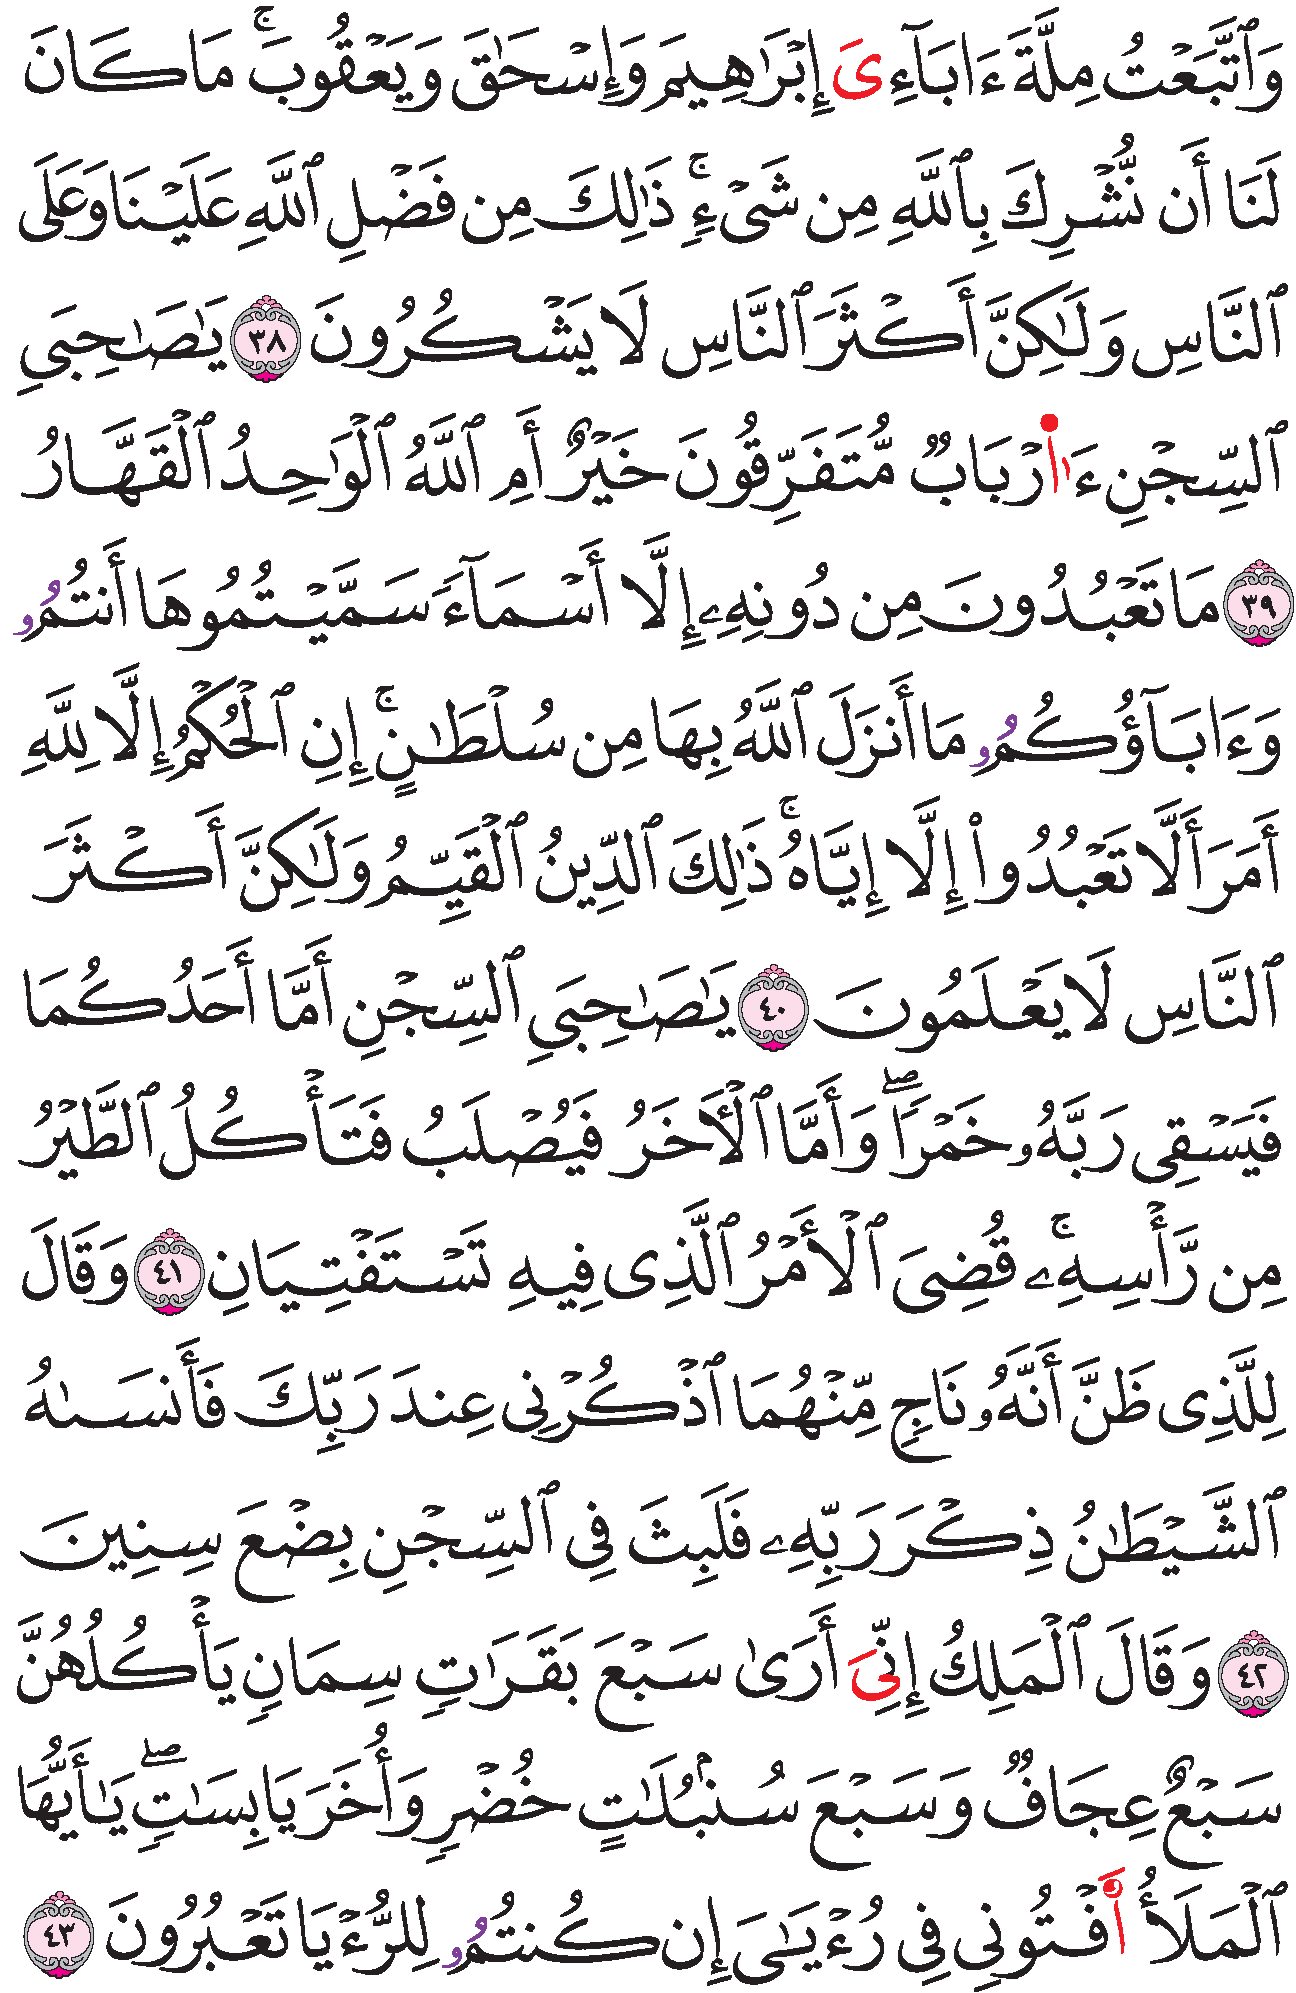 وَٱتَّبَعْتُ مِلَّةَ ءَابَآءِىَ إِبْرَٰهِيمَ وَإِسْحَٰقَ وَيَعْقُوبَۚ مَا كَانَ
لَنَا أَن نُّشْرِكَ بِٱللَّهِ مِن شَىْءٍۚ ذَٰلِكَ مِن فَضْلِ ٱللَّهِ عَلَيْنَا وَعَلَى
ٱلنَّاسِ وَلَٰكِنَّ أَكْثَرَ ٱلنَّاسِ لَا يَشْكُرُونَ ٣٨ يَٰصَٰحِبَىِ
ٱلسِّجْنِ ءَا۬رْبَابٌ مُّتَفَرِّقُونَ خَيْرٌ أَمِ ٱللَّهُ ٱلْوَٰحِدُ ٱلْقَهَّارُ
٣٩ مَا تَعْبُدُونَ مِن دُونِهِۦ إِلَّا أَسْمَآءَ سَمَّيْتُمُوهَا أَنتُمُۥ
وَءَابَآؤُكُمُۥ مَا أَنزَلَ ٱللَّهُ بِهَا مِن سُلْطَٰنٍۚ إِنِ ٱلْحُكْمُ إِلَّا لِلَّهِ
أَمَرَ أَلَّا تَعْبُدُوا۟ إِلَّا إِيَّاهُۚ ذَٰلِكَ ٱلدِّينُ ٱلْقَيِّمُ وَلَٰكِنَّ أَكْثَرَ
ٱلنَّاسِ لَا يَعْلَمُونَ ٤٠ يَٰصَٰحِبَىِ ٱلسِّجْنِ أَمَّا أَحَدُكُمَا
فَيَسْقِى رَبَّهُۥ خَمْرًاۖ وَأَمَّا ٱلْأَخَرُ فَيُصْلَبُ فَتَأْكُلُ ٱلطَّيْرُ
مِن رَّأْسِهِۦۚ قُضِىَ ٱلْأَمْرُ ٱلَّذِى فِيهِ تَسْتَفْتِيَانِ ٤١ وَقَالَ
لِلَّذِى ظَنَّ أَنَّهُۥ نَاجٍ مِّنْهُمَا ٱذْكُرْنِى عِندَ رَبِّكَ فَأَنسَىٰهُ
ٱلشَّيْطَٰنُ ذِكْرَ رَبِّهِۦ فَلَبِثَ فِى ٱلسِّجْنِ بِضْعَ سِنِينَ
٤٢ وَقَالَ ٱلْمَلِكُ إِنِّىَ أَرَىٰ سَبْعَ بَقَرَٰتٍ سِمَانٍ يَأْكُلُهُنَّ
سَبْعٌ عِجَافٌ وَسَبْعَ سُنۢبُلَٰتٍ خُضْرٍ وَأُخَرَ يَابِسَٰتٍۖ يَٰأَيُّهَا
ٱلْمَلَأُ اَ۬فْتُونِى فِى رُءْيَٰىَ إِن كُنتُمُۥ لِلرُّءْيَا تَعْبُرُونَ ٤٣